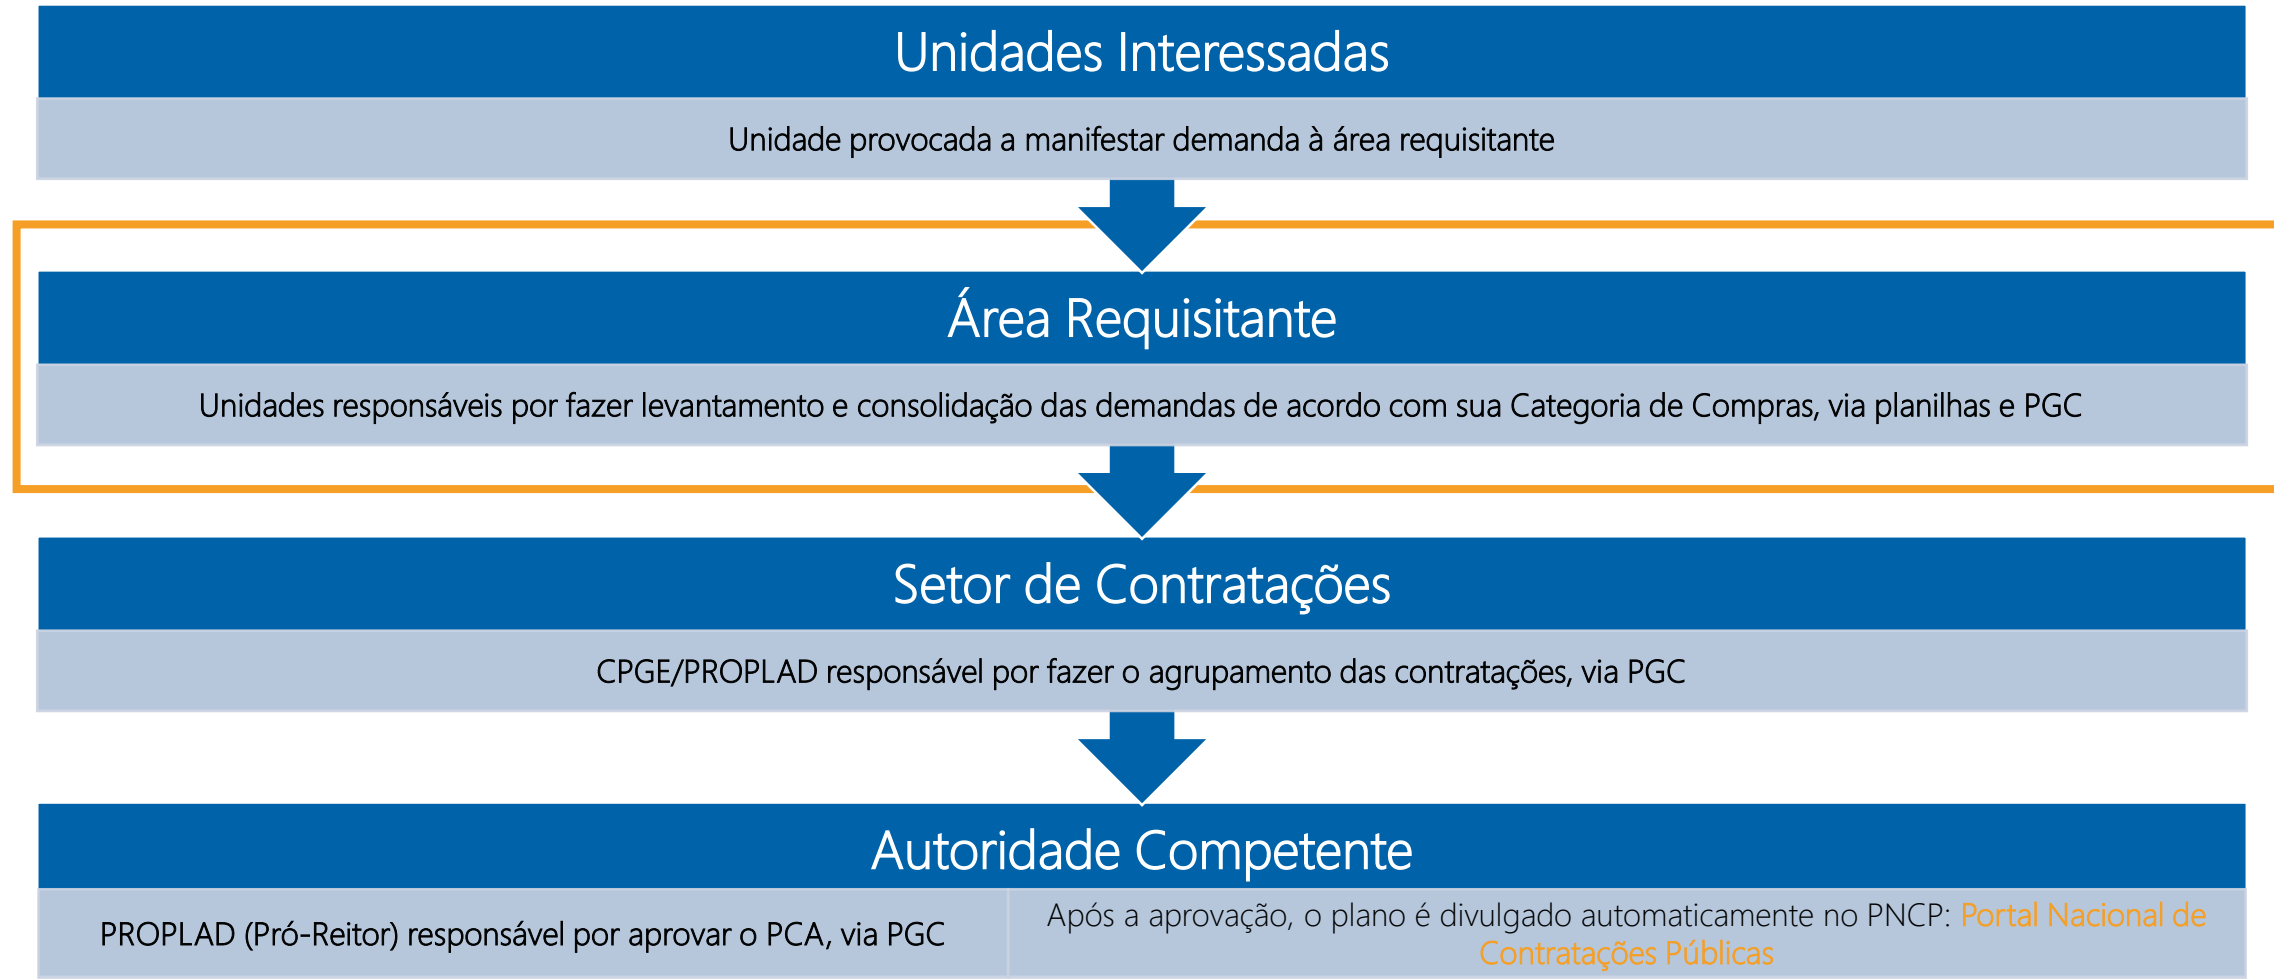 Unidades Interessadas
Unidade provocada a manifestar demanda à área requisitante
Área Requisitante
Unidades responsáveis por fazer levantamento e consolidação das demandas de acordo com sua Categoria de Compras, via planilhas e PGC
Setor de Contratações
CPGE/PROPLAD responsável por fazer o agrupamento das contratações, via PGC
Autoridade Competente
PROPLAD (Pró-Reitor) responsável por aprovar o PCA, via PGC
Após a aprovação, o plano é divulgado automaticamente no PNCP: Portal Nacional de
Contratações Públicas